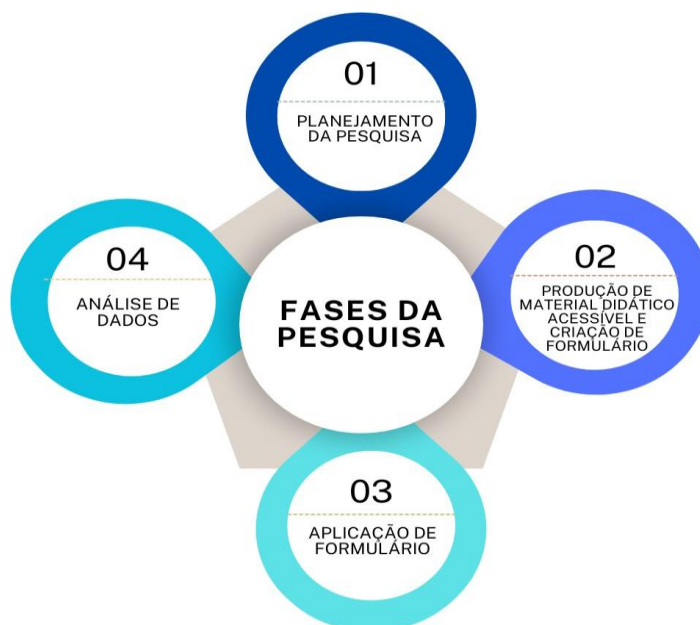 01
PLANEJAMENTO
DA PESQUISA
02
PRODUÇÃO DE
MATERIAL DIDÁTICO
ACESSÍVEL E
CRIAÇÃO DE
FORMULÁRIO
03
APLICAÇÃO DE
FORMULÁRIO
04
ANÁLISE DE
DADOS
FASES DA
PESQUISA